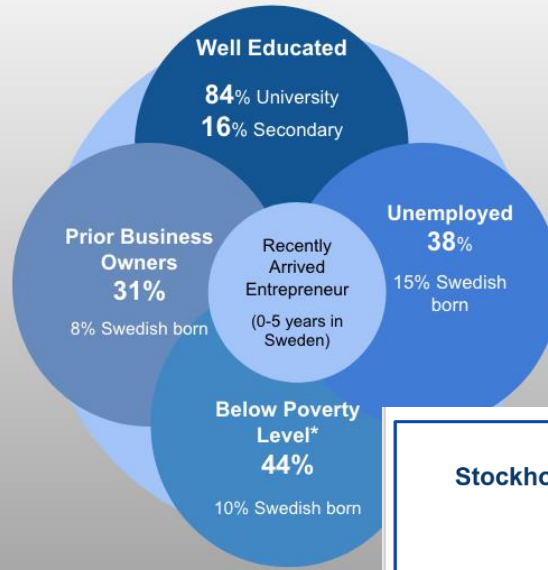 Well Educated
84% University
16% Secondary
Prior Business
Owners
31%
8% Swedish born
Recently
Arrived
Entrepreneur
(0-5 years in
Sweden)
Unemployed
38%
15% Swedish
born
Below Poverty
Level*
44%
10% Swedish born